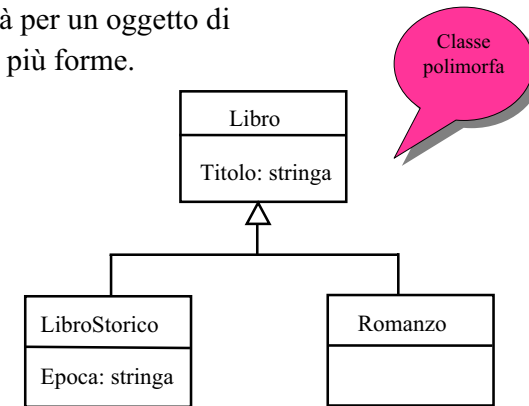 à per un oggetto di
più forme.
Classe
polimorfa
Libro
Titolo: stringa
LibroStorico
Epoca: stringa
Romanzo